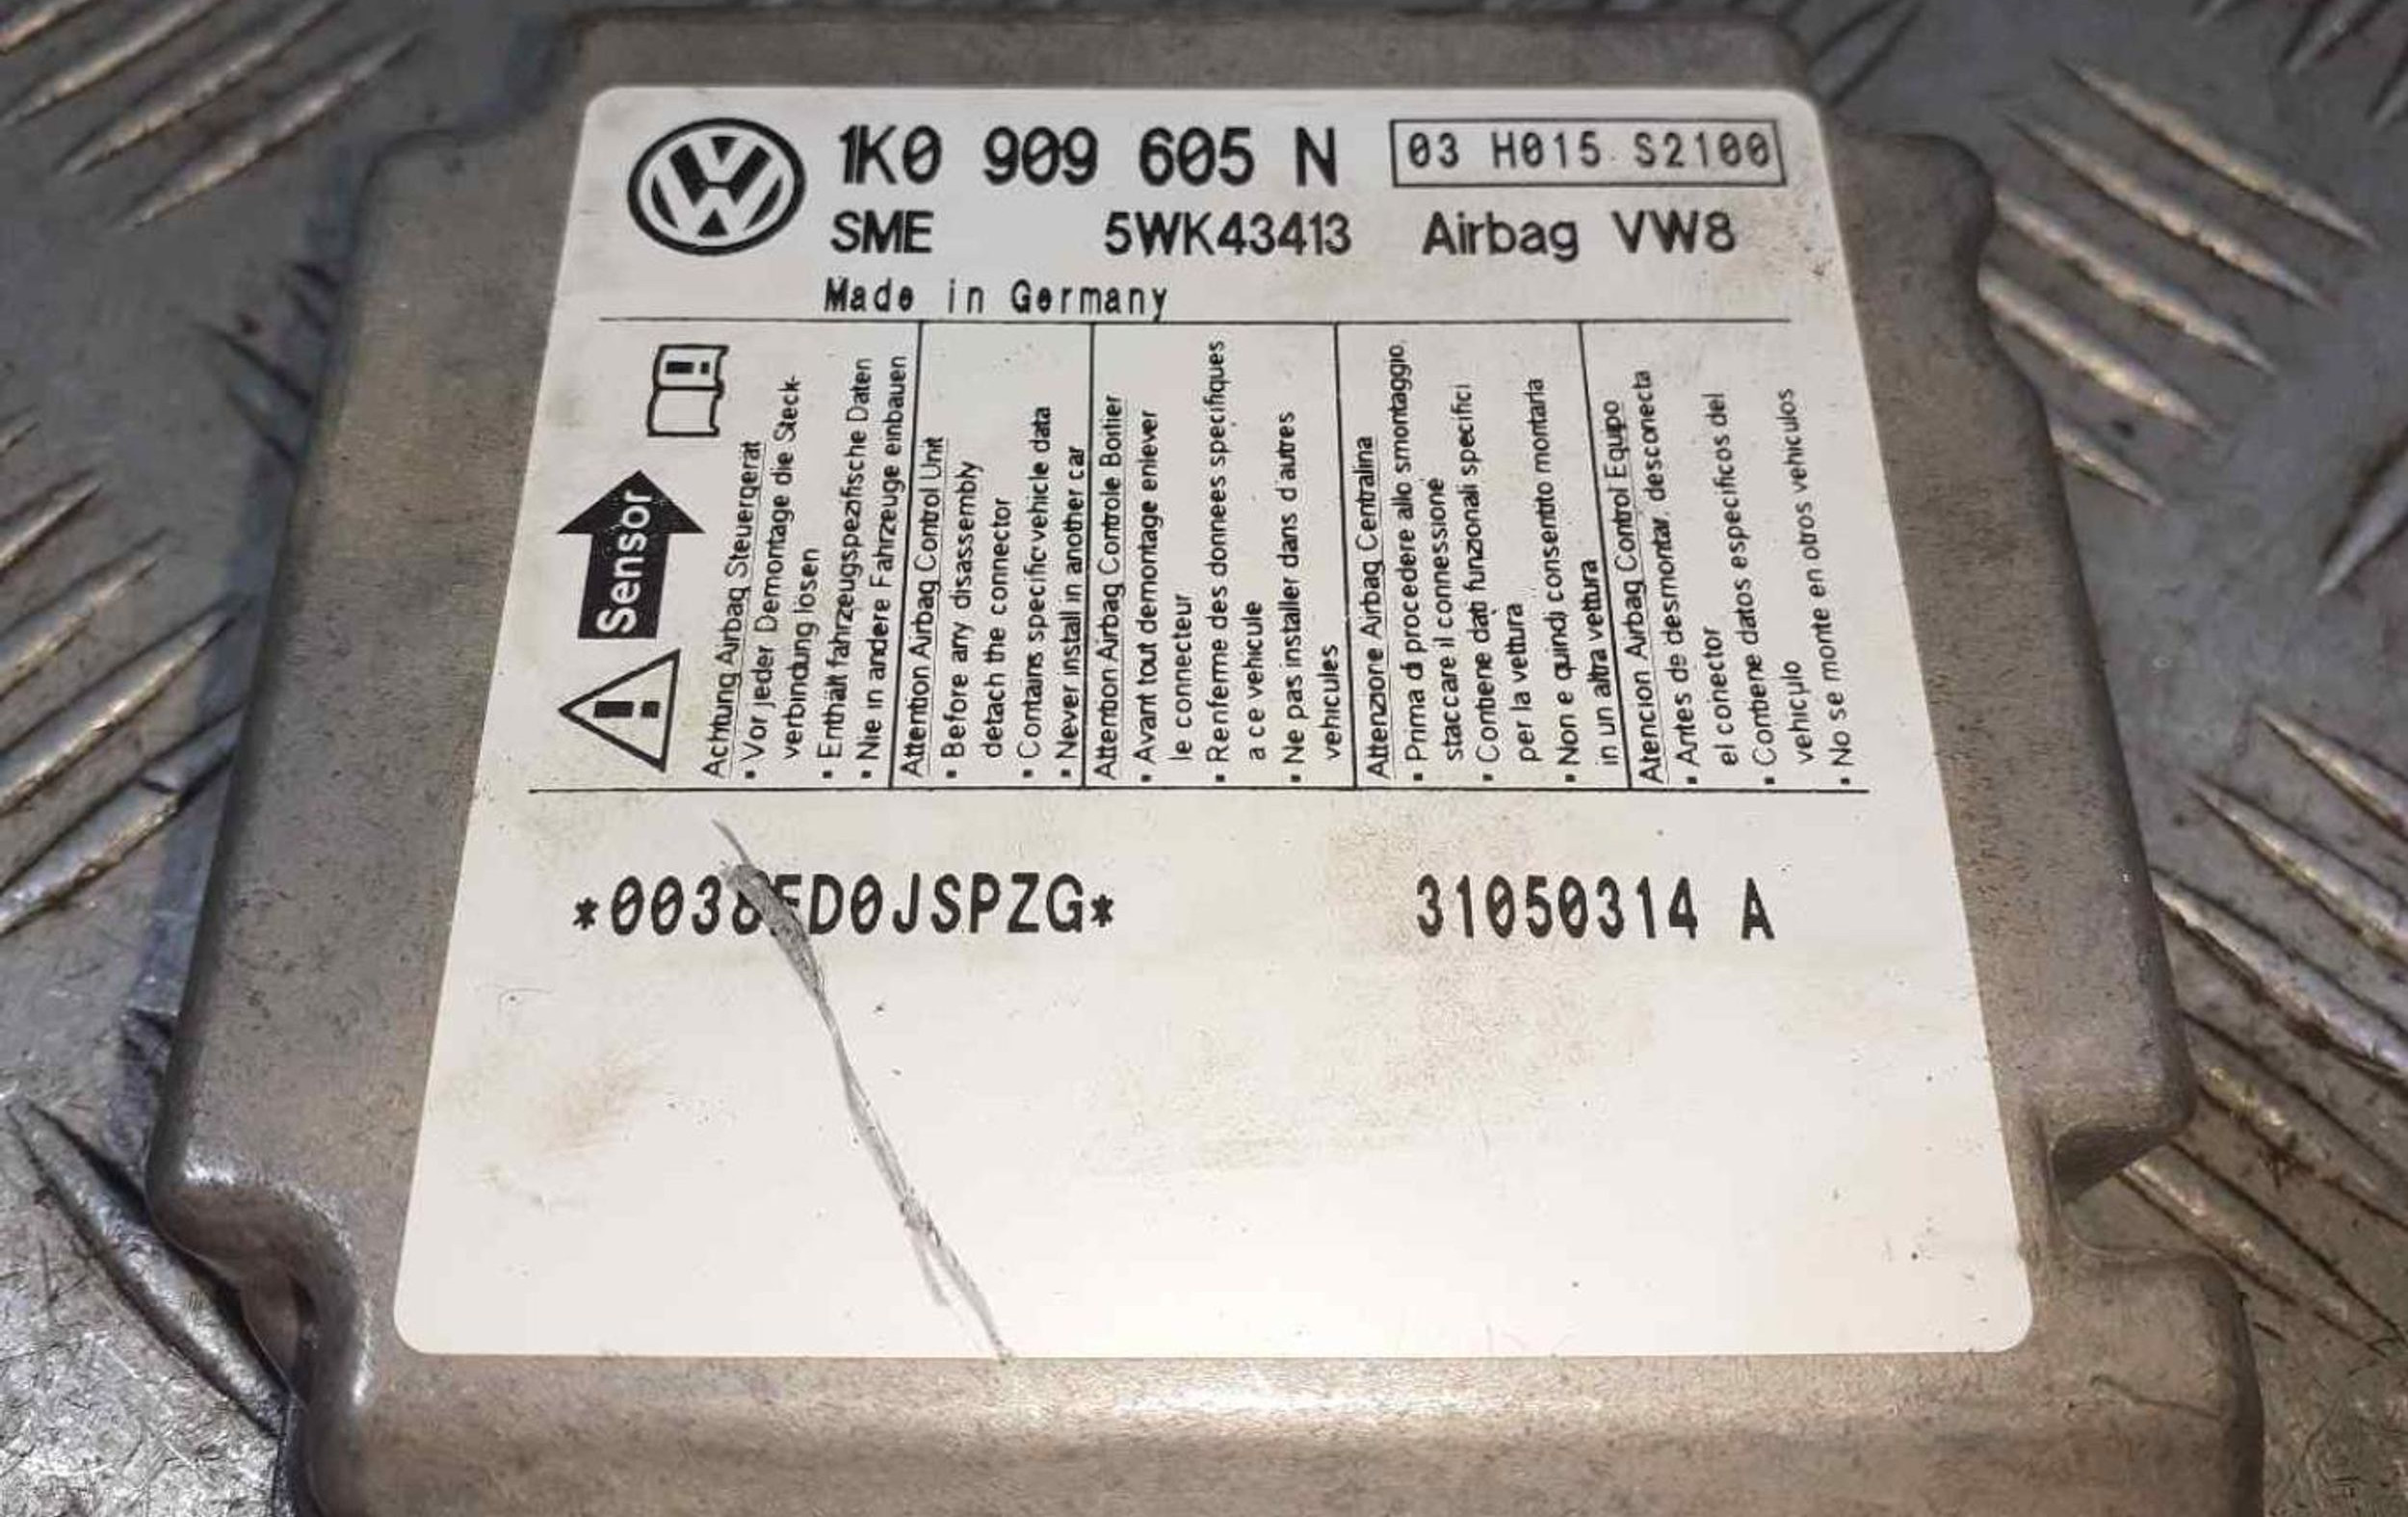 1K0 909 605 N 03 H015 S2100
SME 5WK43413 Airbag VW8
Made in Germany
Sensor
Achtung Airbag Steuergerät
▪ Vor jeder Demontage die Steck-
verbindung lösen
▪ Enthält fahrzeugspezifische Daten
▪ Nie in andere Fahrzeuge einbauen
Attention Airbag Control Unit
▪ Before any disassembly
detach the connector
▪ Contains specific vehicle data
▪ Never install in another car
Attention Airbag Controle Boitier
▪ Avant tout demontage enlever
le connecteur
▪ Renferme des donnees specifiques
a ce vehicule
▪ Ne pas installer dans d'autres
vehicules
Attenzione Airbag Centralina
▪ Prima di procedere allo smontaggio,
staccare il connessione
▪ Contiene dati funzionali specifici
per la vettura
▪ Non e quindi consentito montarla
in un altra vettura
Atencion Airbag Control Equipo
▪ Antes de desmontar, desconecta
el conector
▪ Contiene datos especificos del
vehiculo
▪ No se monte en otros vehiculos
31050314 A